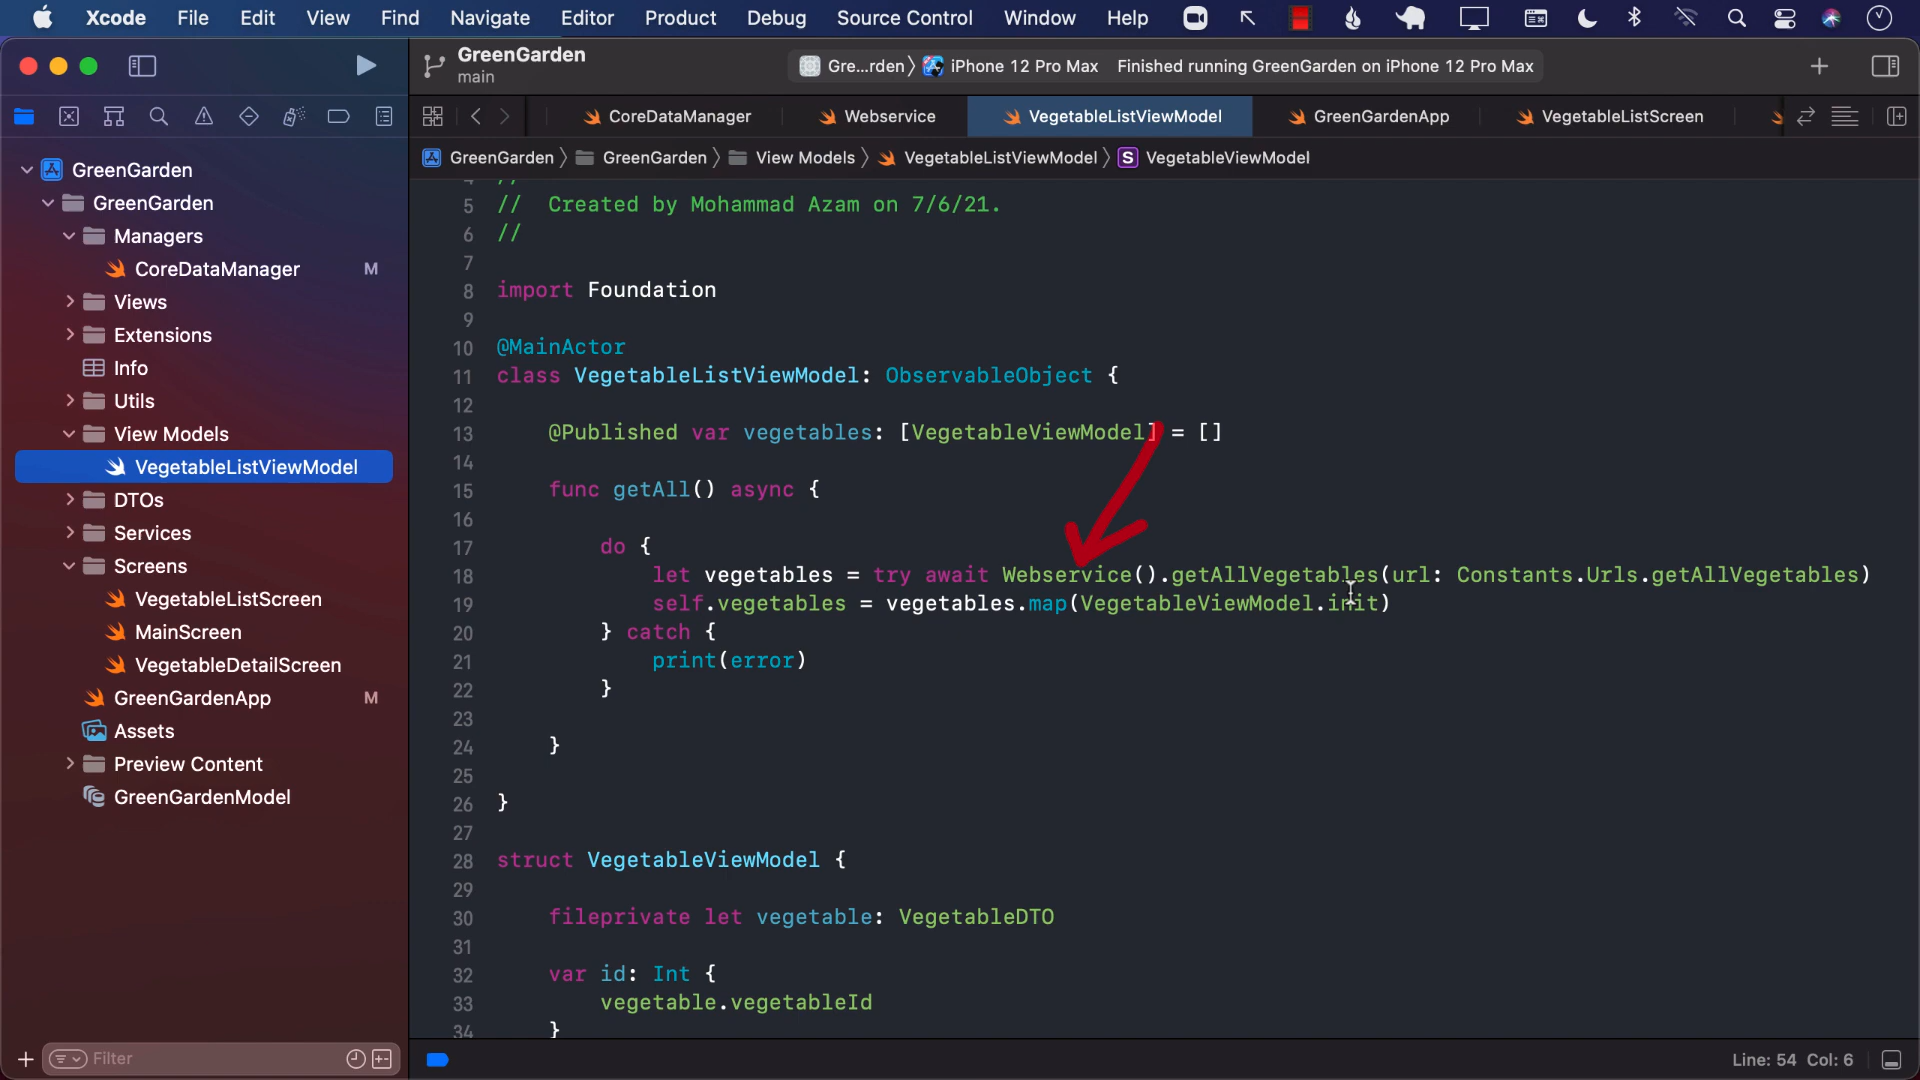 Xcode File Edit View Find Navigate Editor Product Debug Source Control Window Help
GreenGarden
main
Gre...rden 〉 iPhone 12 Pro Max Finished running GreenGarden on iPhone 12 Pro Max
CoreDataManager Webservice VegetableListViewModel GreenGardenApp VegetableListScreen
GreenGarden 〉 GreenGarden 〉 View Models 〉 VegetableListViewModel 〉 S VegetableViewModel
GreenGarden
GreenGarden
Managers
CoreDataManager M
Views
Extensions
Info
Utils
View Models
VegetableListViewModel
DTOs
Services
Screens
VegetableListScreen
MainScreen
VegetableDetailScreen
GreenGardenApp M
Assets
Preview Content
GreenGardenModel
Filter
4 //
5 // Created by Mohammad Azam on 7/6/21.
6 //
7
8 import Foundation
9
10 @MainActor
11 class VegetableListViewModel: ObservableObject {
12
13 @Published var vegetables: [VegetableViewModel] = []
14
15 func getAll() async {
16
17 do {
18 let vegetables = try await Webservice().getAllVegetables(url: Constants.Urls.getAllVegetables)
19 self.vegetables = vegetables.map(VegetableViewModel.init)
20 } catch {
21 print(error)
22 }
23
24 }
25
26 }
27
28 struct VegetableViewModel {
29
30 fileprivate let vegetable: VegetableDTO
31
32 var id: Int {
33 vegetable.vegetableId
34 }
Line: 54 Col: 6